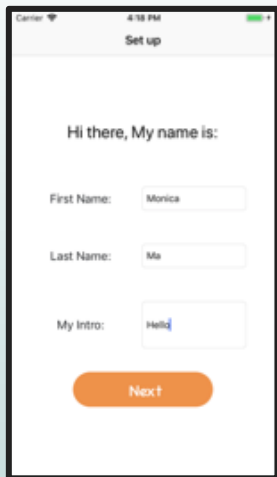 Carrier 4:18 PM
Set up
Hi there, My name is:
First Name: Monica
Last Name: Ma
My Intro: Hello
Next